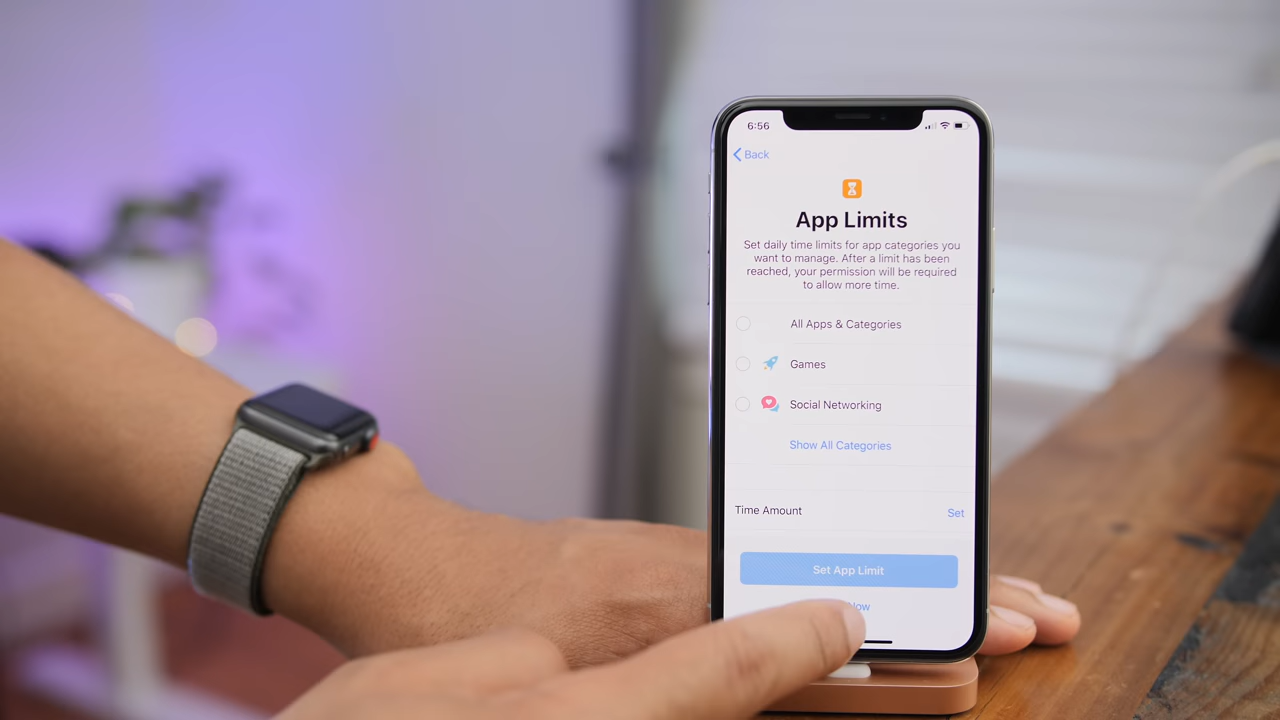 6:56
Back
App Limits
Set daily time limits for app categories you
want to manage. After a limit has been
reached, your permission will be required
to allow more time.
All Apps & Categories
Games
Social Networking
Show All Categories
Time Amount
Set
Set App Limit
Now